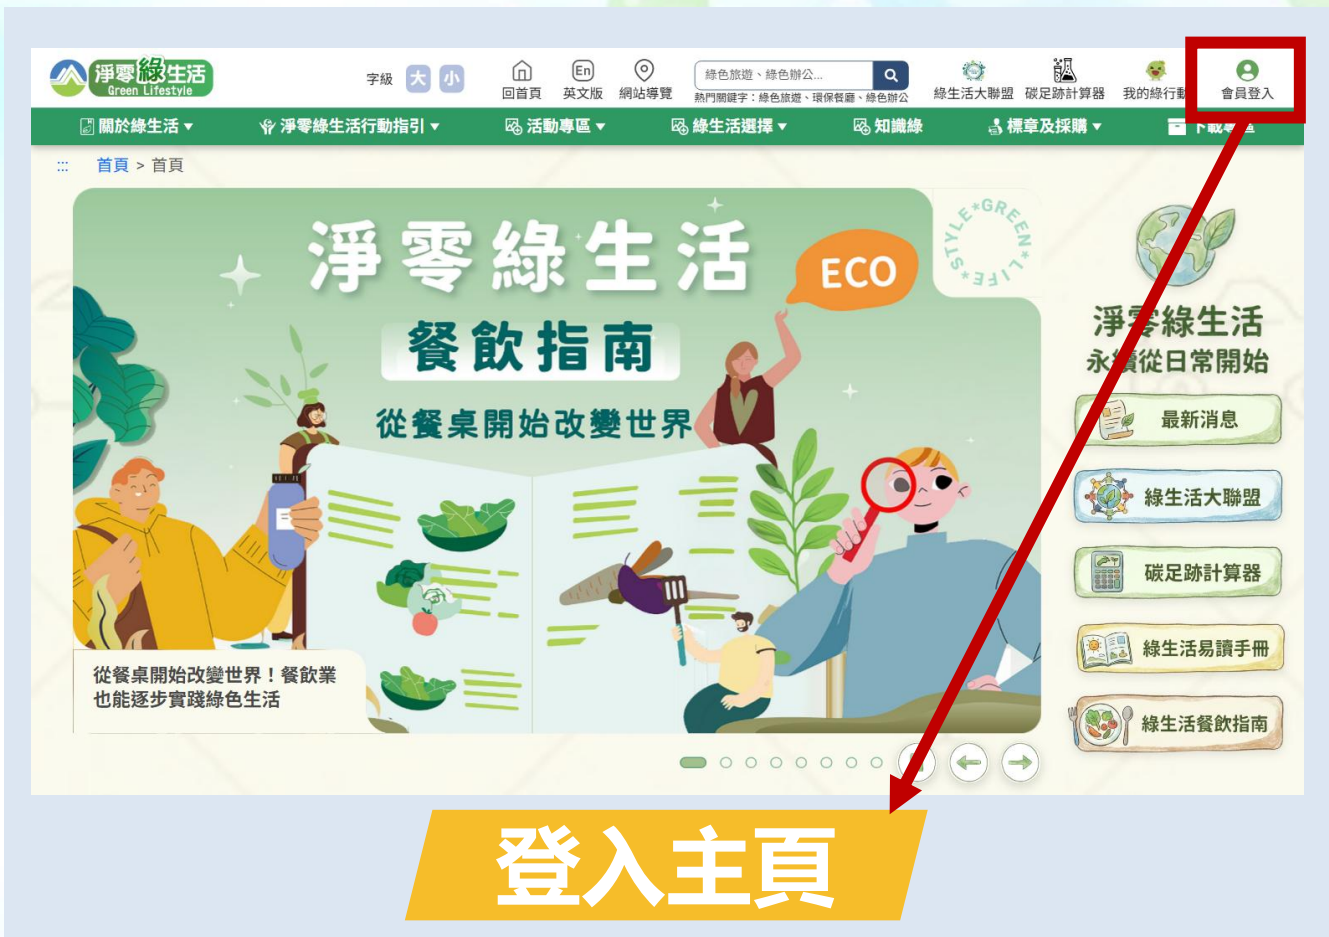 淨零綠生活
Green Lifestyle
字級 大 小
回首頁
En
英文版
網站導覽
綠色旅遊、綠色辦公...
熱門關鍵字：綠色旅遊、環保餐廳、綠色辦公
綠生活大聯盟
碳足跡計算器
我的綠行動
會員登入
關於綠生活 ▾
淨零綠生活行動指引 ▾
活動專區 ▾
綠生活選擇 ▾
知識綠
標章及採購 ▾
下載專區
::: 首頁 > 首頁
淨零綠生活
ECO
GREEN*LIFE*STYLE*
餐飲指南
從餐桌開始改變世界
從餐桌開始改變世界！餐飲業
也能逐步實踐綠色生活
淨零綠生活
永續從日常開始
最新消息
綠生活大聯盟
碳足跡計算器
綠生活易讀手冊
綠生活餐飲指南
登入主頁